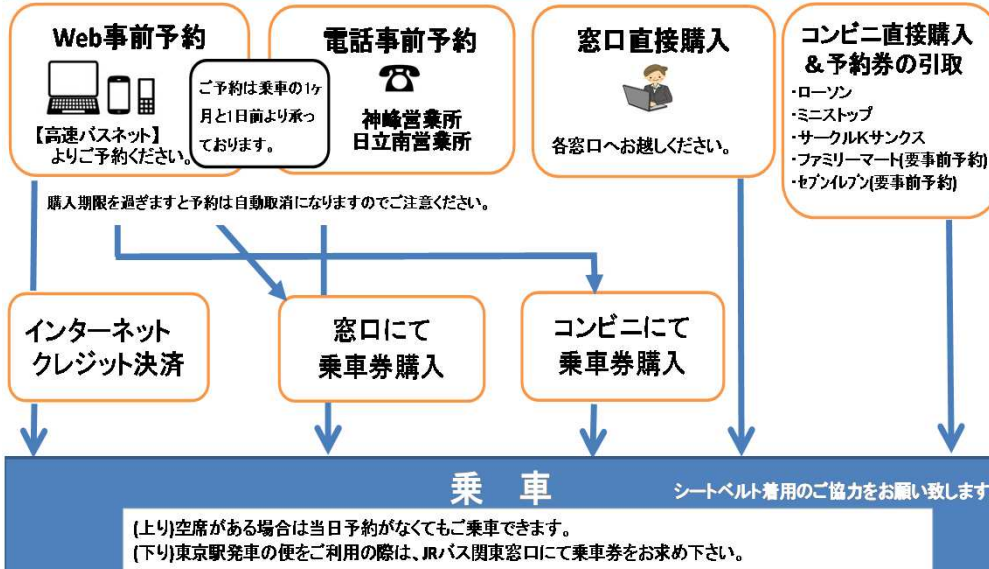 Web事前予約
【高速バスネット】
よりご予約ください。
ご予約は乗車の1ヶ
月と1日前より承っ
ております。
電話事前予約
神峰営業所
日立南営業所
窓口直接購入
各窓口へお越しください。
コンビニ直接購入
&予約券の引取
・ローソン
・ミニストップ
・サークルKサンクス
・ファミリーマート(要事前予約)
・セブンイレブン(要事前予約)
購入期限を過ぎますと予約は自動取消になりますのでご注意ください。
インターネット
クレジット決済
窓口にて
乗車券購入
コンビニにて
乗車券購入
乗 車
シートベルト着用のご協力をお願い致します
(上り)空席がある場合は当日予約がなくてもご乗車できます。
(下り)東京駅発車の便をご利用の際は、JRバス関東窓口にて乗車券をお求め下さい。